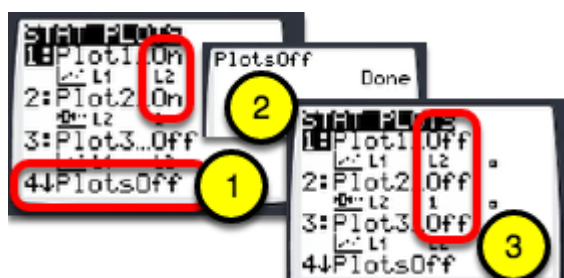 STAT PLOTS
1:Plot1...On
L1 L2
2:Plot2...On
L2
3:Plot3...Off
4↓PlotsOff
1
PlotsOff
Done
2
STAT PLOTS
1:Plot1...Off
L1 L2
2:Plot2...Off
L2 1
3:Plot3...Off
L1
4↓PlotsOff
3